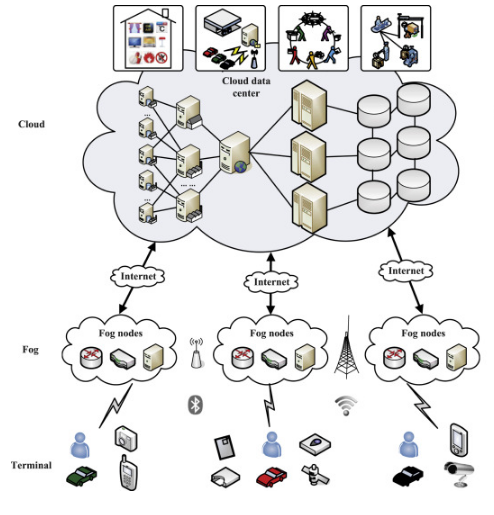 Cloud data
center
Cloud
...
... ...
Internet
Internet
Internet
Fog nodes
Fog nodes
Fog nodes
Fog
Terminal